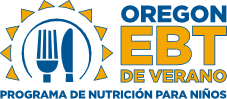 OREGON
EBT
DE VERANO
PROGRAMA DE NUTRICIÓN PARA NIÑOS